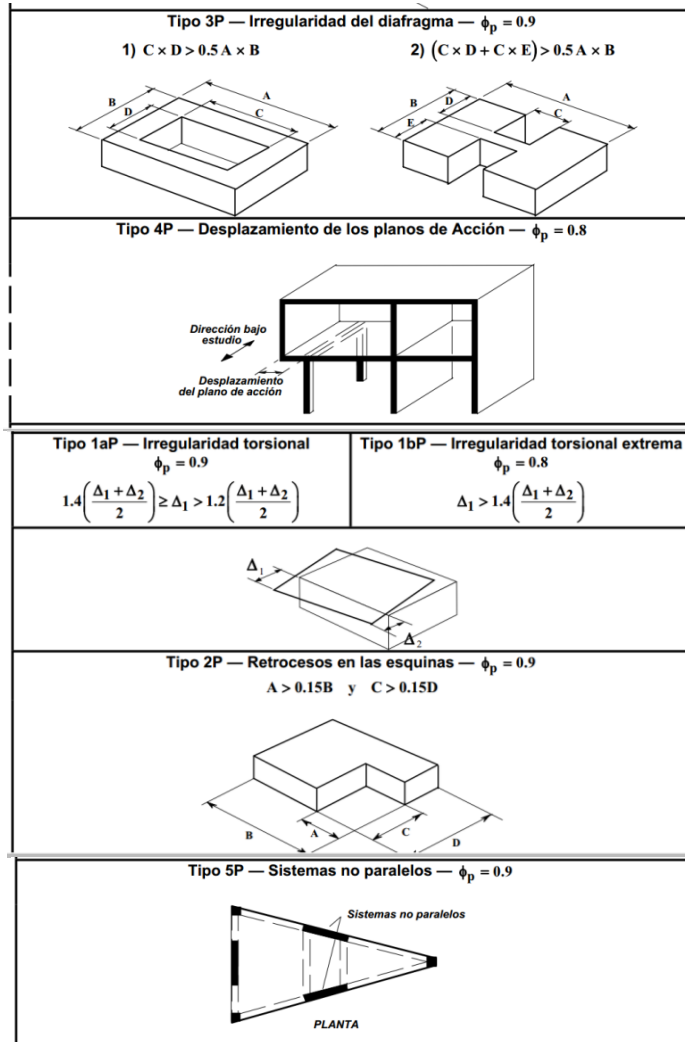 Tipo 3P — Irregularidad del diafragma — ϕp = 0.9
1) C × D > 0.5 A × B
2) (C × D + C × E) > 0.5 A × B
B
D
A
C
B
D
E
A
C
Tipo 4P — Desplazamiento de los planos de Acción — ϕp = 0.8
Dirección bajo
estudio
Desplazamiento
del plano de acción
Tipo 1aP — Irregularidad torsional
ϕp = 0.9
1.4((Δ1 + Δ2)/2) ≥ Δ1 > 1.2((Δ1 + Δ2)/2)
Tipo 1bP — Irregularidad torsional extrema
ϕp = 0.8
Δ1 > 1.4((Δ1 + Δ2)/2)
Δ1
Δ2
Tipo 2P — Retrocesos en las esquinas — ϕp = 0.9
A > 0.15B y C > 0.15D
B
A
C
D
Tipo 5P — Sistemas no paralelos — ϕp = 0.9
Sistemas no paralelos
PLANTA